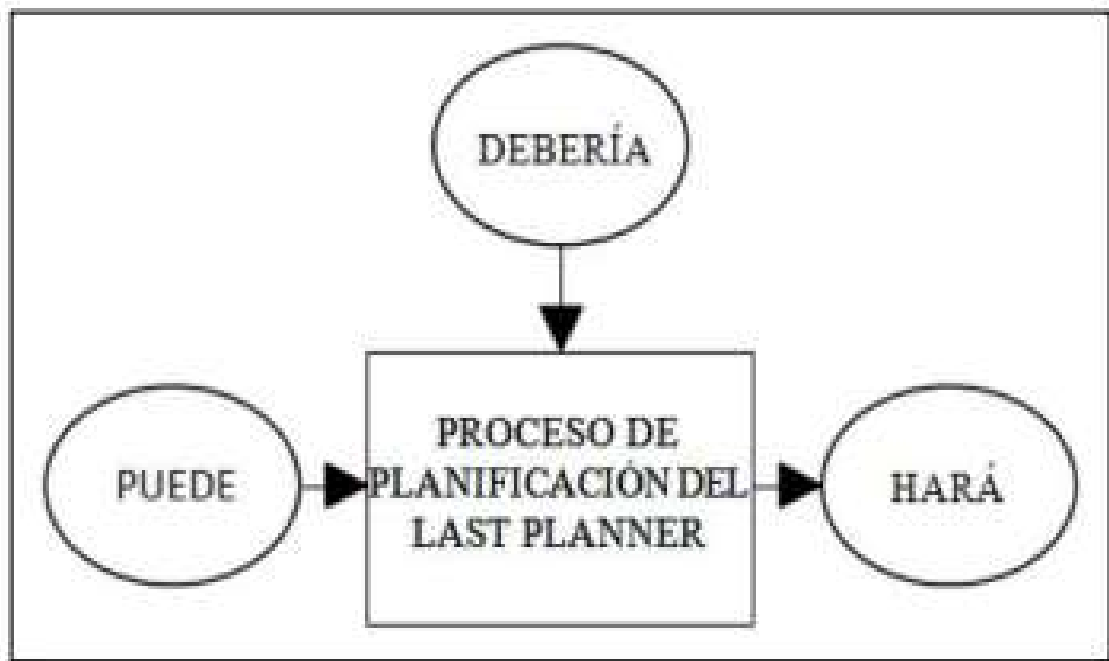 DEBERÍA
PUEDE
PROCESO DE
PLANIFICACIÓN DEL
LAST PLANNER
HARÁ